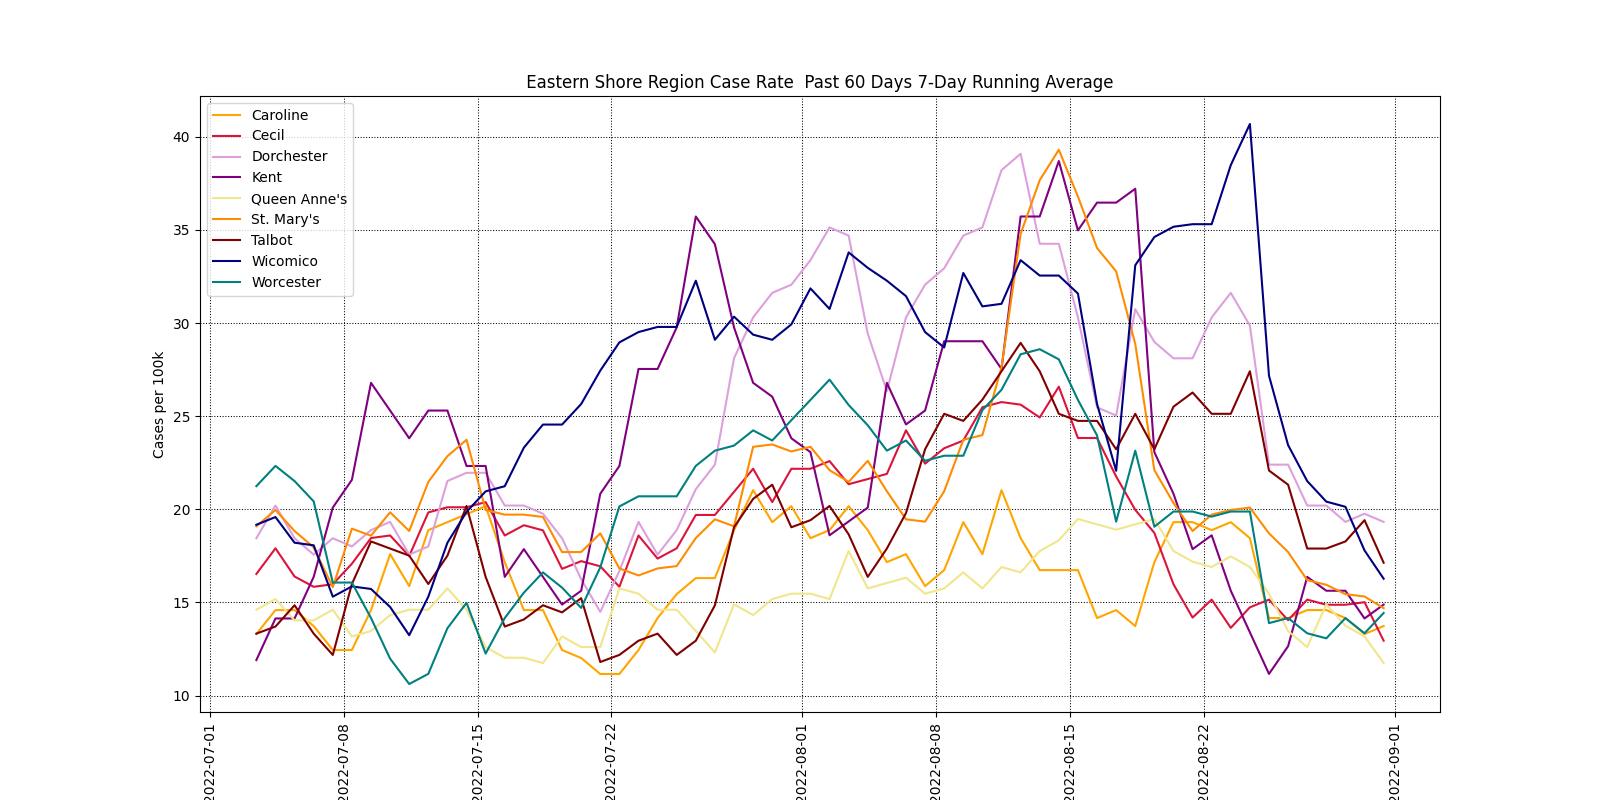 Eastern Shore Region Case Rate  Past 60 Days 7-Day Running Average
Caroline
Cecil
Dorchester
Kent
Queen Anne's
St. Mary's
Talbot
Wicomico
Worcester
Cases per 100k
40
35
30
25
20
15
10
2022-07-01
2022-07-08
2022-07-15
2022-07-22
2022-08-01
2022-08-08
2022-08-15
2022-08-22
2022-09-01